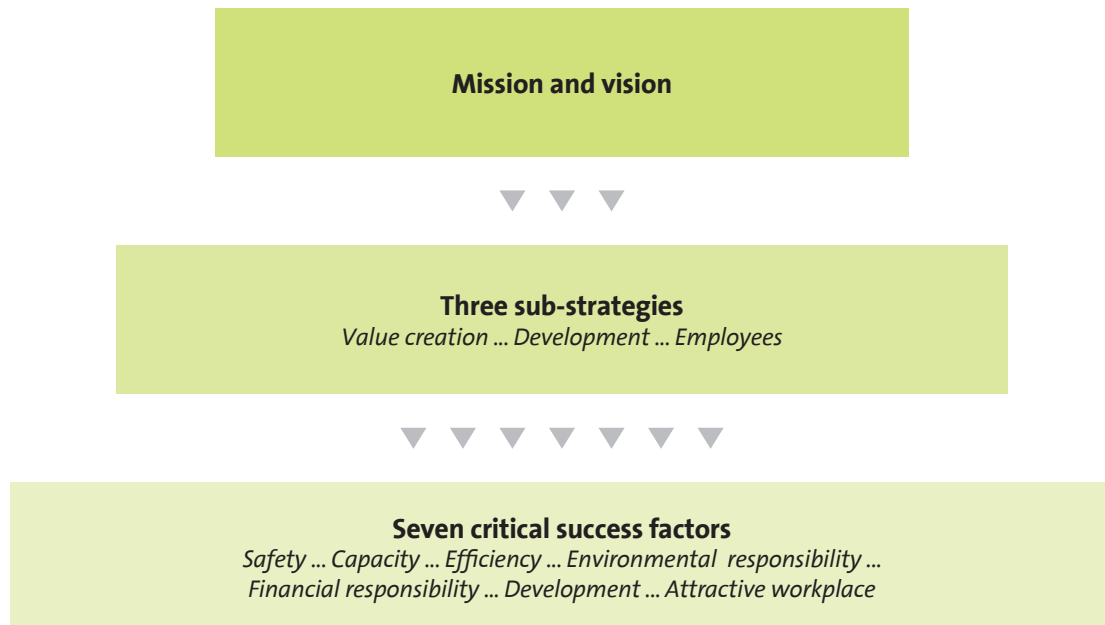 Mission and vision
Three sub-strategies
Value creation ... Development ... Employees
Seven critical success factors
Safety ... Capacity ... Efficiency ... Environmental responsibility ...
Financial responsibility ... Development ... Attractive workplace